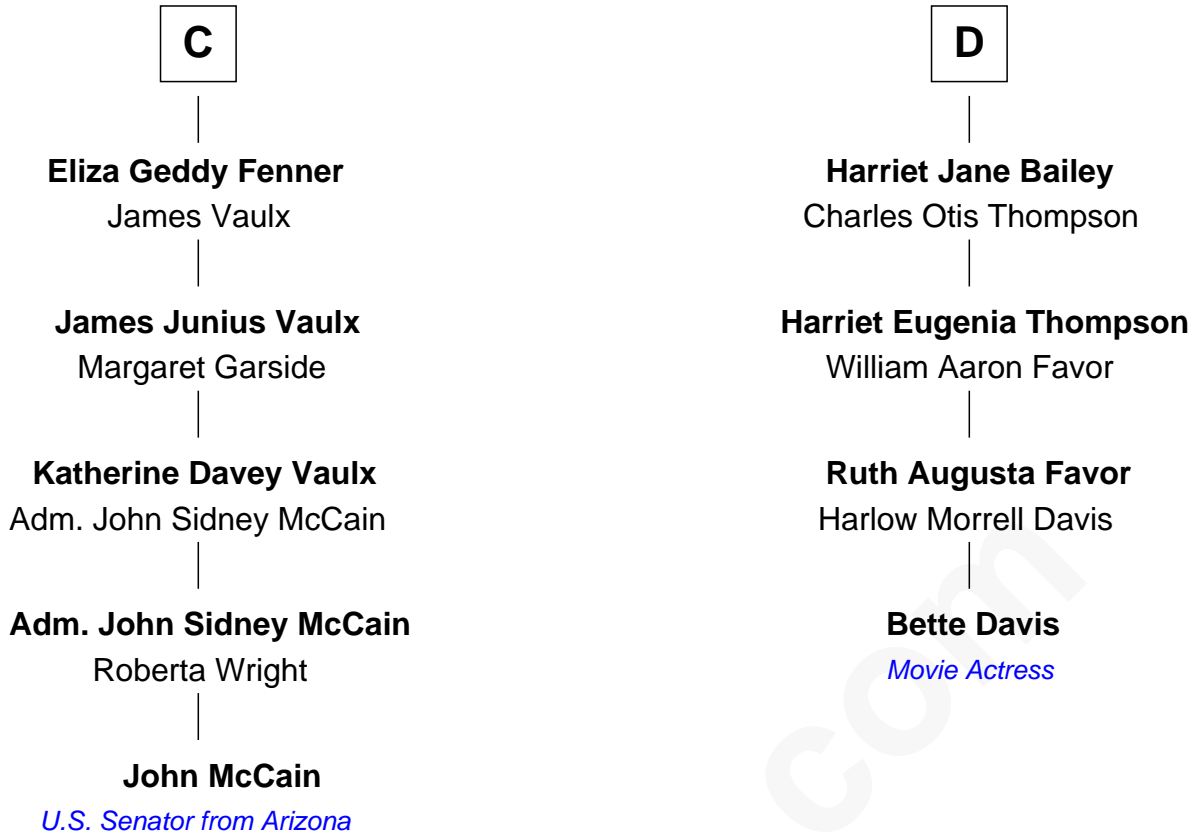 C
Eliza Geddy Fenner
James Vaulx
James Junius Vaulx
Margaret Garside
Katherine Davey Vaulx
Adm. John Sidney McCain
Adm. John Sidney McCain
Roberta Wright
John McCain
U.S. Senator from Arizona
D
Harriet Jane Bailey
Charles Otis Thompson
Harriet Eugenia Thompson
William Aaron Favor
Ruth Augusta Favor
Harlow Morrell Davis
Bette Davis
Movie Actress
com